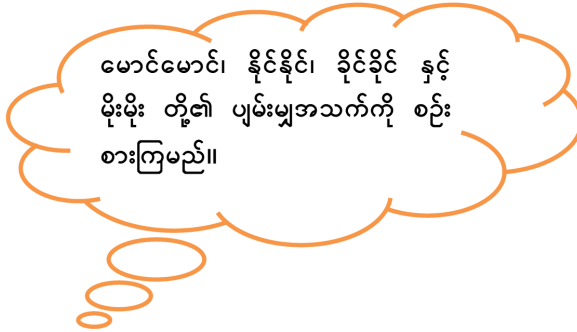 မောင်မောင်၊ နိုင်နိုင်၊ ခိုင်ခိုင် နှင့်
မိုးမိုး တို့၏ ပျမ်းမျှအသက်ကို စဉ်း
စားကြမည်။